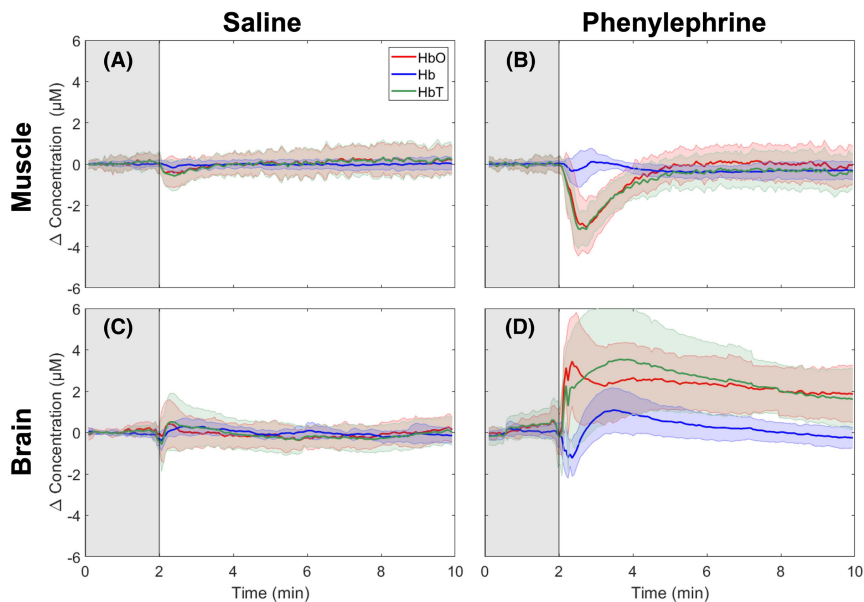 Saline
Phenylephrine
Muscle
Δ Concentration (μM)
6
4
2
0
-2
-4
-6
(A)
HbO
Hb
HbT
(B)
Brain
Δ Concentration (μM)
6
4
2
0
-2
-4
-6
(C)
(D)
0
2
4
6
8
10
Time (min)
0
2
4
6
8
10
Time (min)